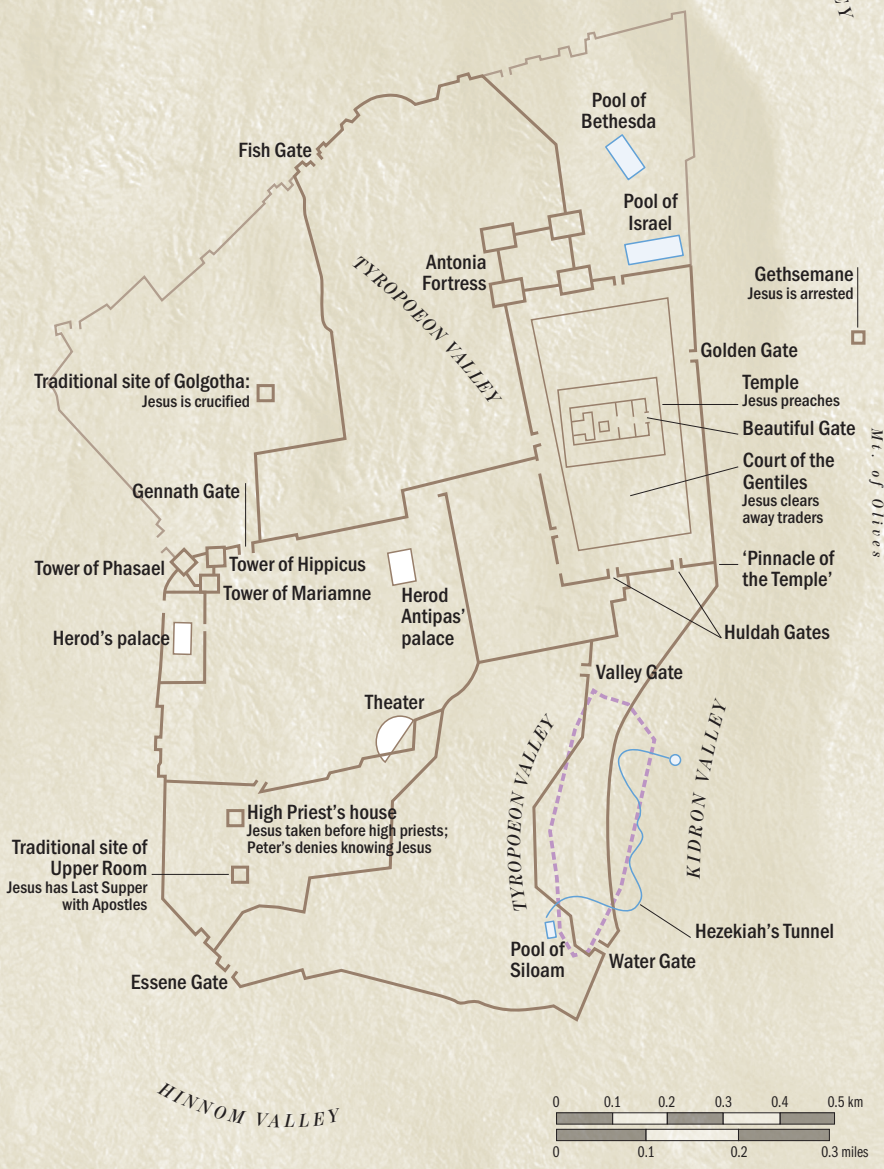 EY
Pool of
Bethesda
Fish Gate
Pool of
Israel
Antonia
Fortress
TYROPOEON VALLEY
Gethsemane
Jesus is arrested
Golden Gate
Traditional site of Golgotha:
Jesus is crucified
Temple
Jesus preaches
Beautiful Gate
Mt. of Olives
Court of the
Gentiles
Jesus clears
away traders
Gennath Gate
Tower of Phasael
Tower of Hippicus
Tower of Mariamne
Herod
Antipas’
palace
‘Pinnacle of
the Temple’
Herod’s palace
Huldah Gates
Valley Gate
Theater
TYROPOEON VALLEY
KIDRON VALLEY
High Priest’s house
Jesus taken before high priests;
Peter’s denies knowing Jesus
Traditional site of
Upper Room
Jesus has Last Supper
with Apostles
Hezekiah’s Tunnel
Pool of
Siloam
Water Gate
Essene Gate
HINNOM VALLEY
0 0.1 0.2 0.3 0.4 0.5 km
0 0.1 0.2 0.3 miles